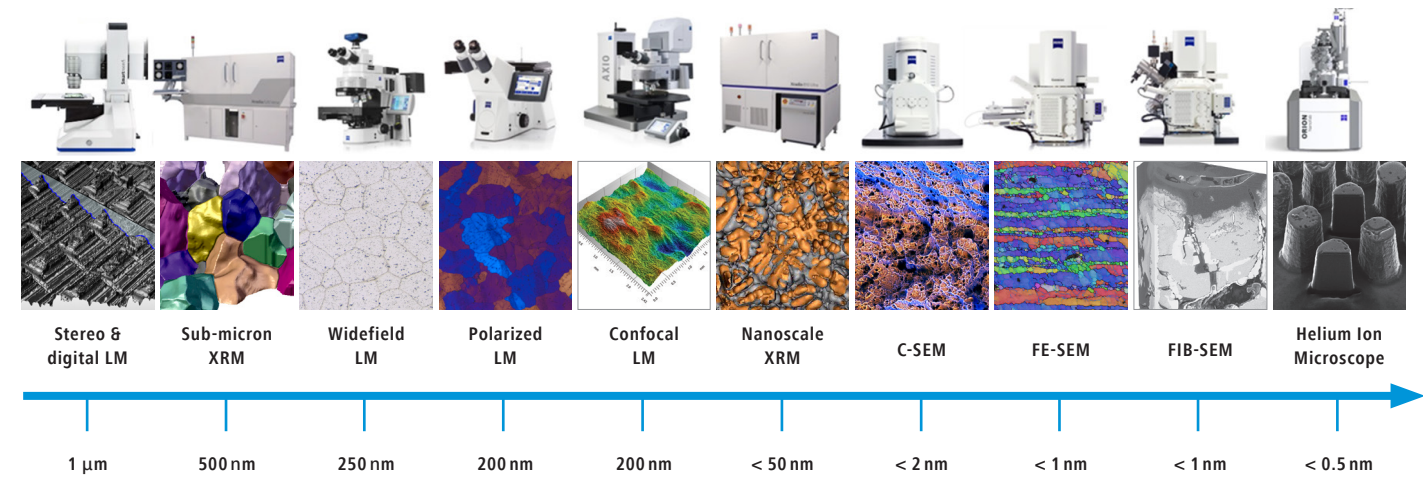 AXIO
ORION
Stereo &
digital LM
Sub-micron
XRM
Widefield
LM
Polarized
LM
Confocal
LM
Nanoscale
XRM
C-SEM
FE-SEM
FIB-SEM
Helium Ion
Microscope
1 µm
500 nm
250 nm
200 nm
200 nm
< 50 nm
< 2 nm
< 1 nm
< 1 nm
< 0.5 nm